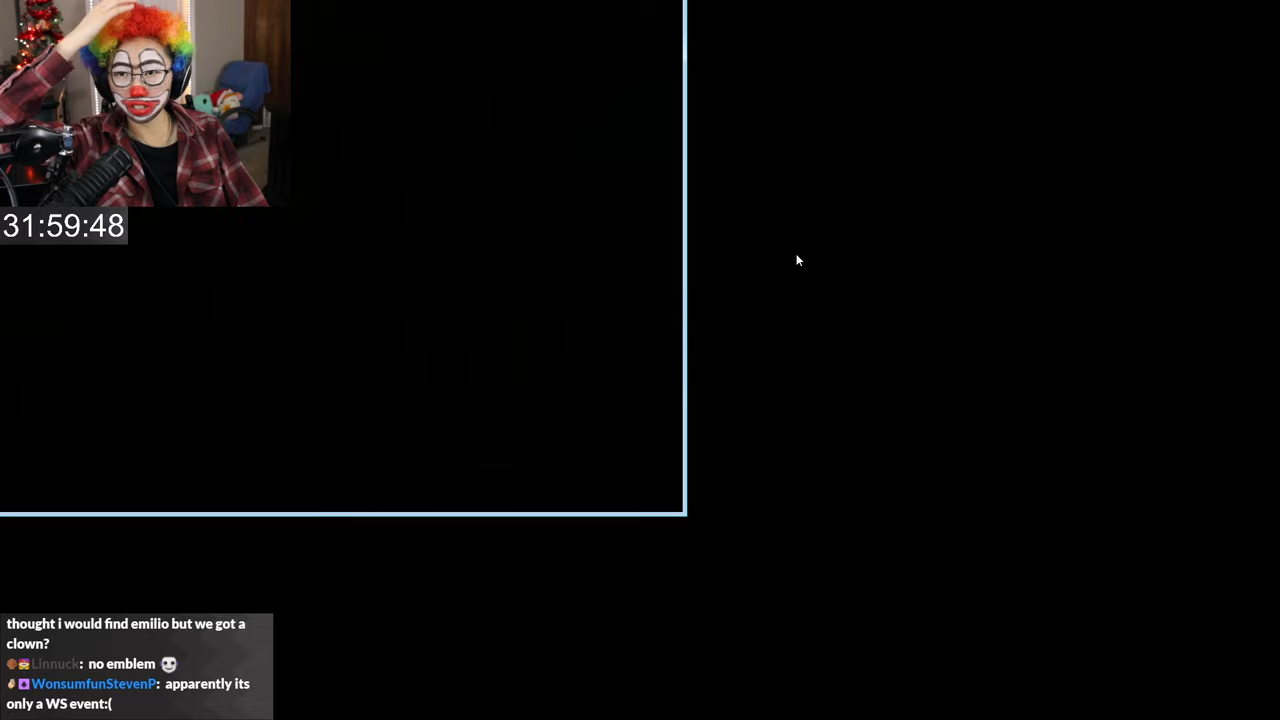 31:59:48
thought i would find emilio but we got a
clown?
Linnuck: no emblem
WonsumfunStevenP: apparently its
only a WS event:(